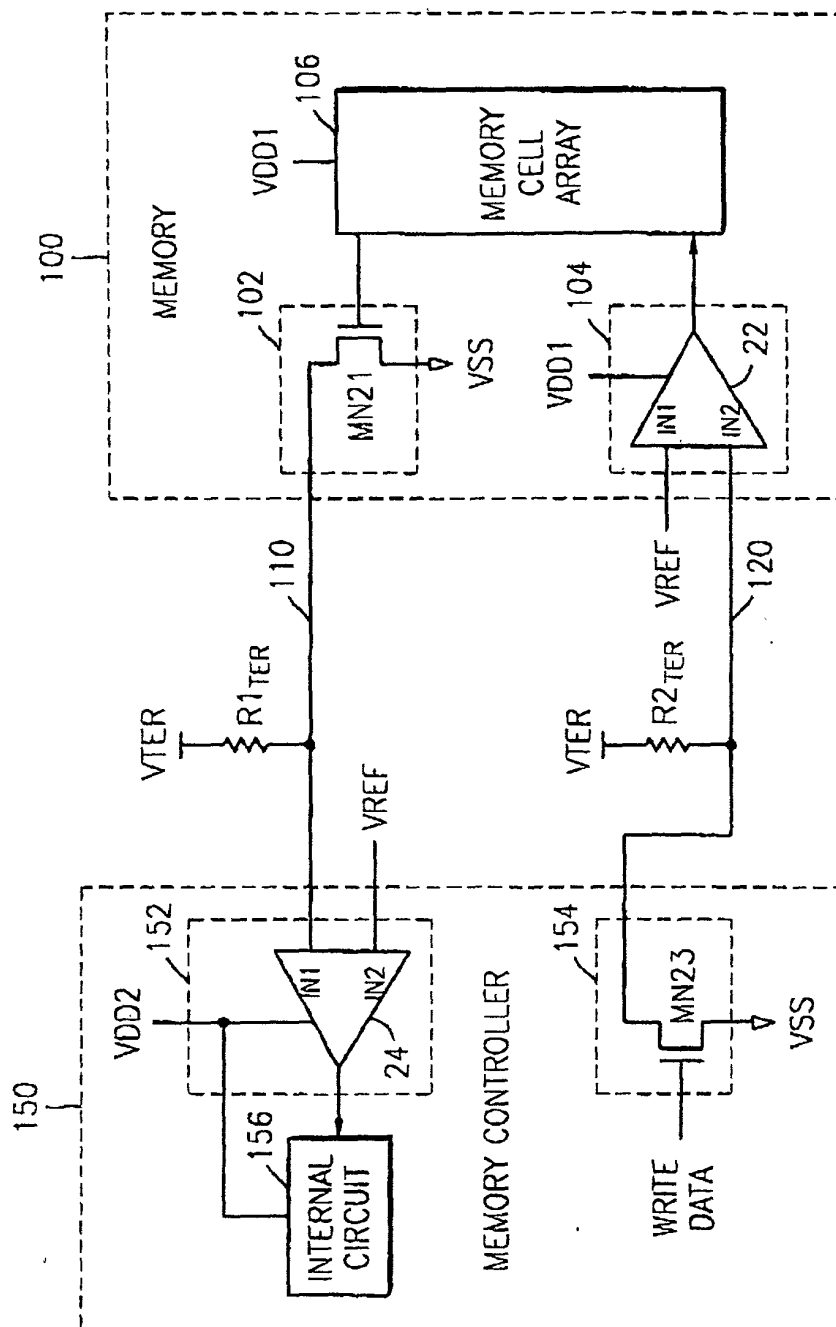 150
VDD2
152
156
INTERNAL
CIRCUIT
IN1
IN2
24
VREF
MEMORY CONTROLLER
154
WRITE
DATA
MN23
VSS
VTER
R1TER
110
VTER
R2TER
VREF
120
100
MEMORY
102
MN21
VSS
VDD1
106
MEMORY
CELL
ARRAY
VDD1
104
IN1
IN2
22